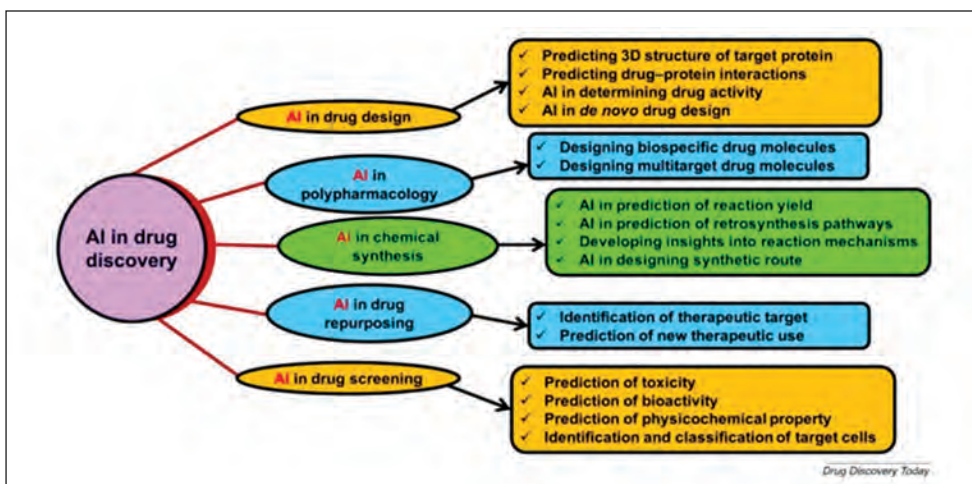 AI in drug
discovery
AI in drug design
✓ Predicting 3D structure of target protein
✓ Predicting drug–protein interactions
✓ AI in determining drug activity
✓ AI in de novo drug design
AI in
polypharmacology
✓ Designing biospecific drug molecules
✓ Designing multitarget drug molecules
AI in chemical
synthesis
✓ AI in prediction of reaction yield
✓ AI in prediction of retrosynthesis pathways
✓ Developing insights into reaction mechanisms
✓ AI in designing synthetic route
AI in drug
repurposing
✓ Identification of therapeutic target
✓ Prediction of new therapeutic use
AI in drug screening
✓ Prediction of toxicity
✓ Prediction of bioactivity
✓ Prediction of physicochemical property
✓ Identification and classification of target cells
Drug Discovery Today